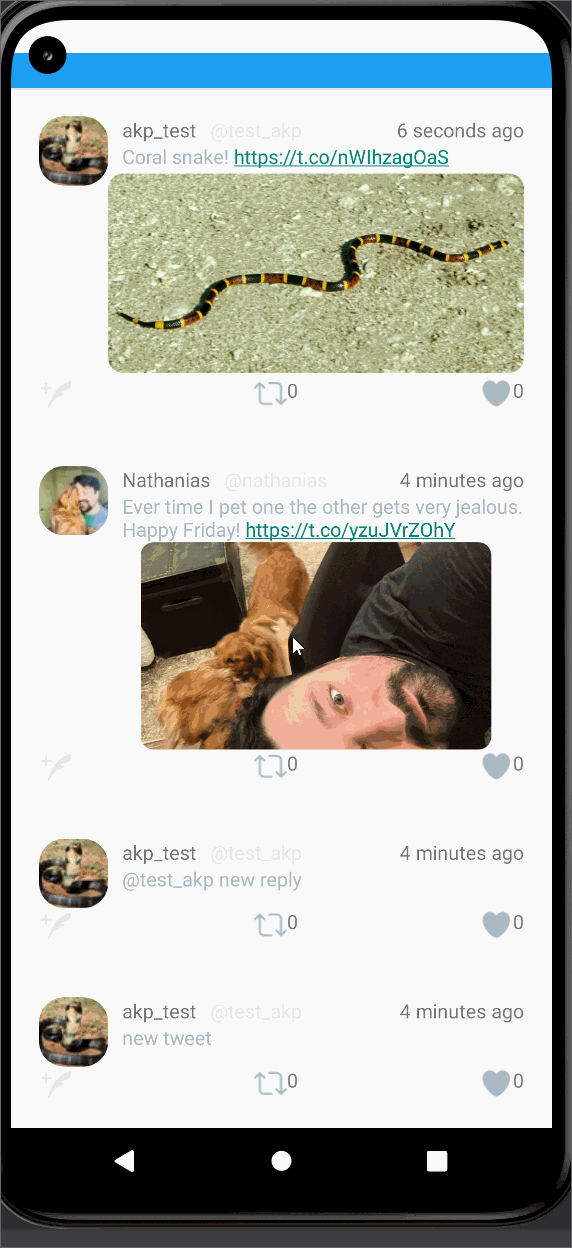 akp_test @test_akp 6 seconds ago
Coral snake! https://t.co/nWIhzagOaS
0 0
Nathanias @nathanias 4 minutes ago
Ever time I pet one the other gets very jealous.
Happy Friday! https://t.co/yzuJVrZOhY
0 0
akp_test @test_akp 4 minutes ago
@test_akp new reply
0 0
akp_test @test_akp 4 minutes ago
new tweet
0 0